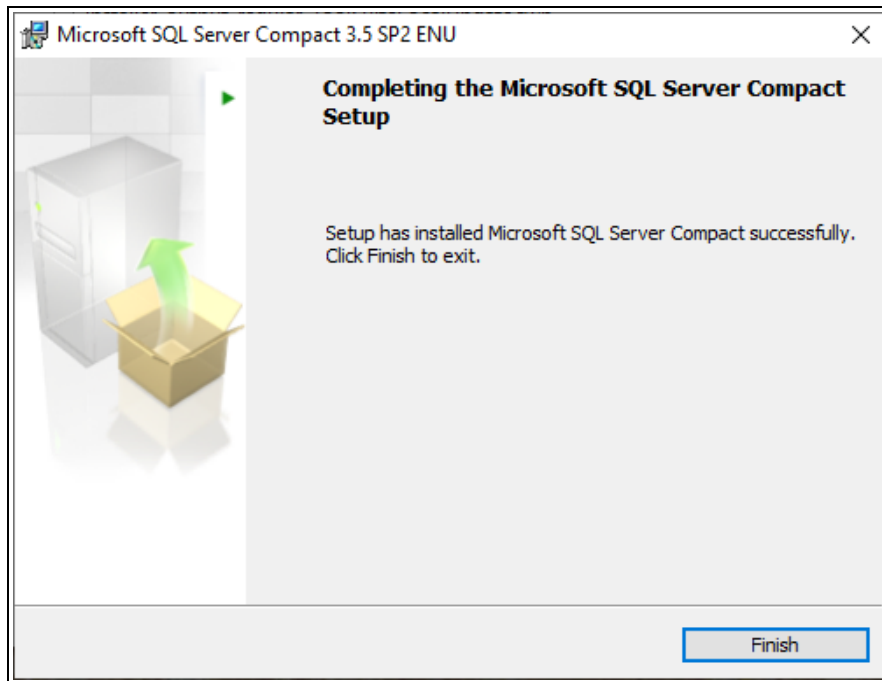 Microsoft SQL Server Compact 3.5 SP2 ENU
Completing the Microsoft SQL Server Compact
Setup
Setup has installed Microsoft SQL Server Compact successfully.
Click Finish to exit.
Finish